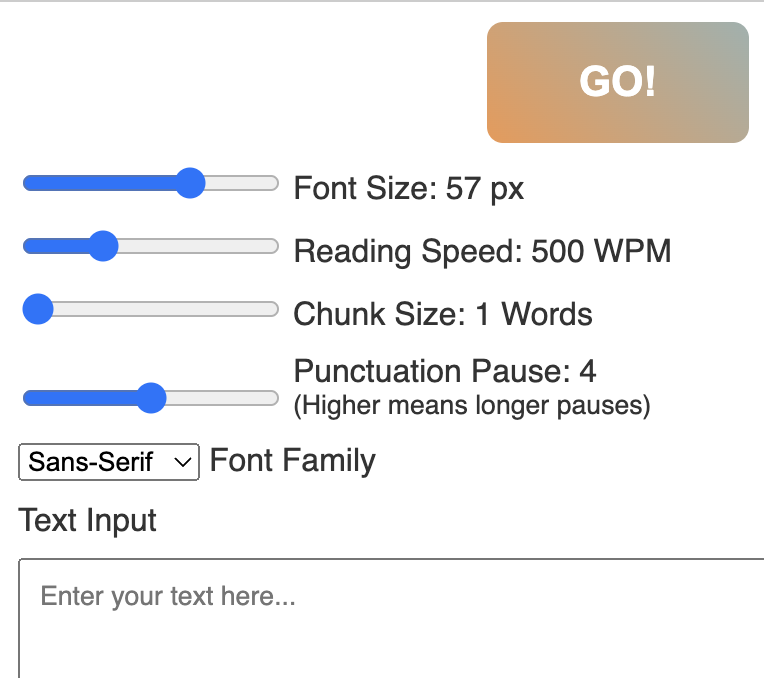 GO!
Font Size: 57 px
Reading Speed: 500 WPM
Chunk Size: 1 Words
Punctuation Pause: 4
(Higher means longer pauses)
Sans-Serif Font Family
Text Input
Enter your text here...